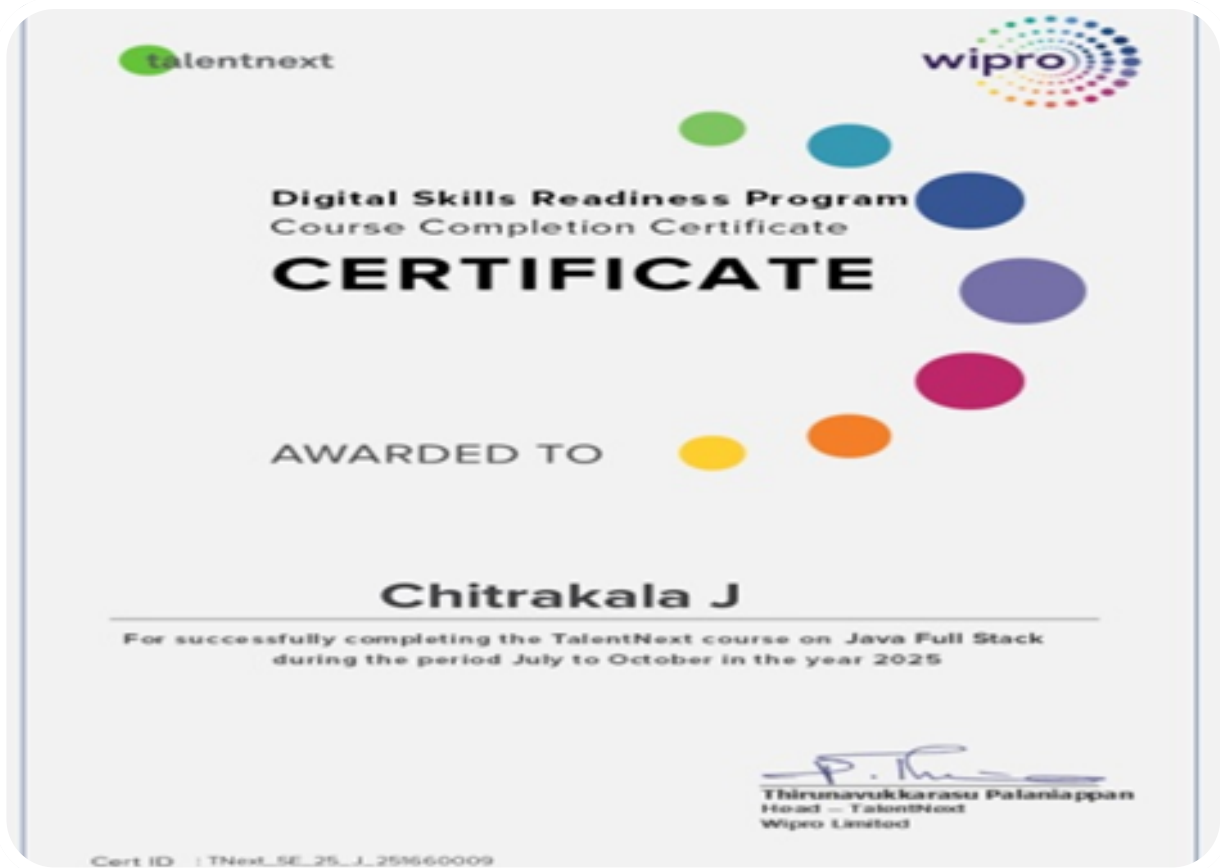 talentnext
wipro
Digital Skills Readiness Program
Course Completion Certificate
CERTIFICATE
AWARDED TO
Chitrakala J
For successfully completing the TalentNext course on Java Full Stack
during the period July to October in the year 2025
Thirunavukkarasu Palaniappan
Head – TalentNext
Wipro Limited
Cert ID : TNext_SE_25_J_251660009